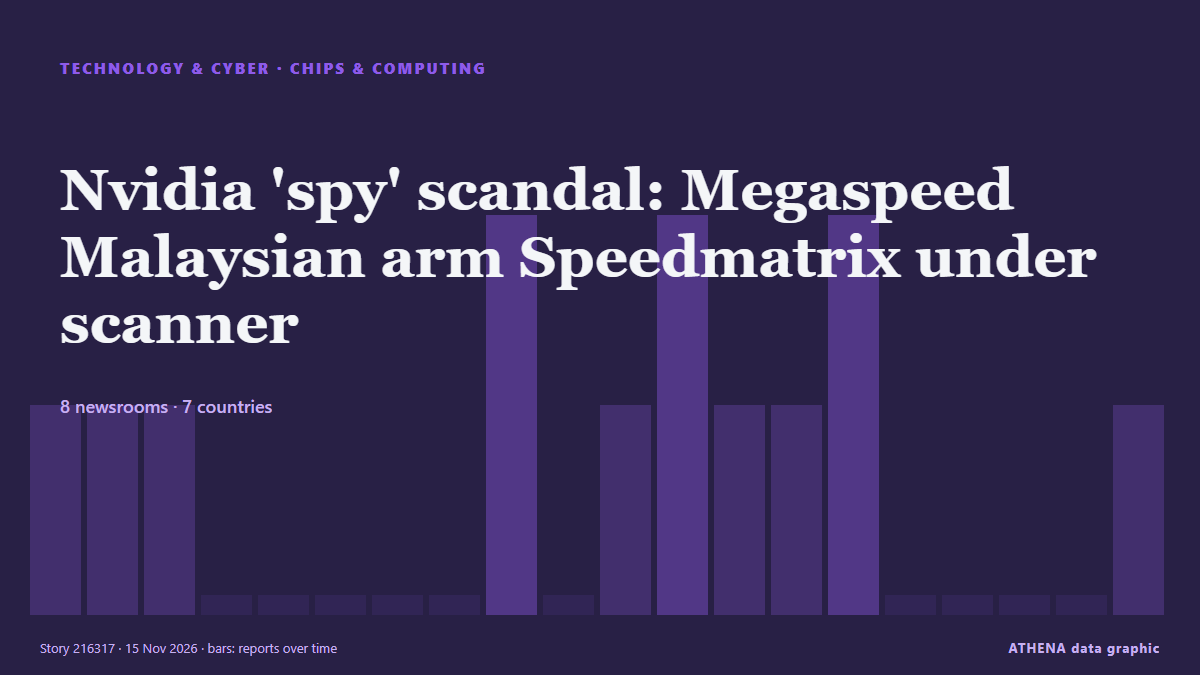 TECHNOLOGY & CYBER · CHIPS & COMPUTING
Nvidia 'spy' scandal: Megaspeed
Malaysian arm Speedmatrix under
scanner
8 newsrooms · 7 countries
Story 216317 · 15 Nov 2026 · bars: reports over time
ATHENA data graphic